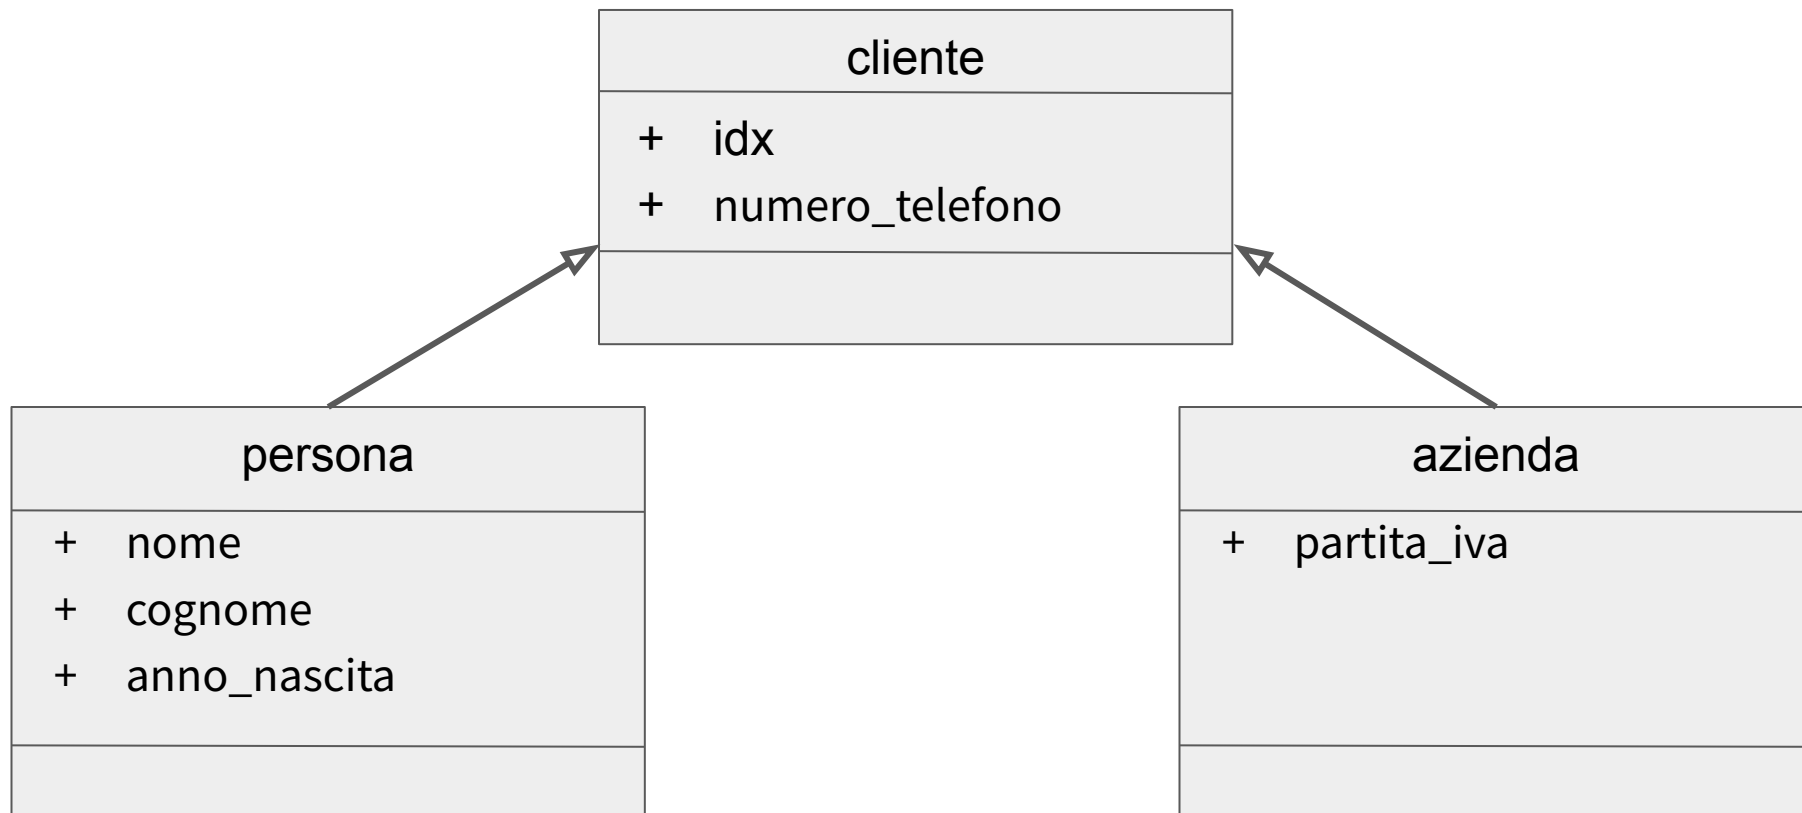 cliente
+ idx
+ numero_telefono
persona
+ nome
+ cognome
+ anno_nascita
azienda
+ partita_iva